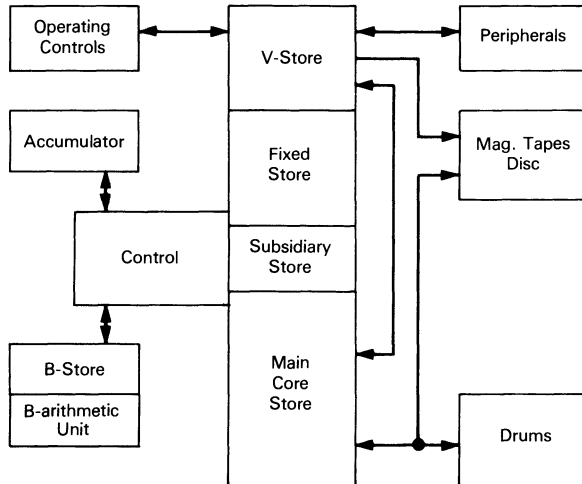 Operating
Controls
V-Store
Peripherals
Accumulator
Fixed
Store
Mag. Tapes
Disc
Control
Subsidiary
Store
B-Store
B-arithmetic
Unit
Main
Core
Store
Drums